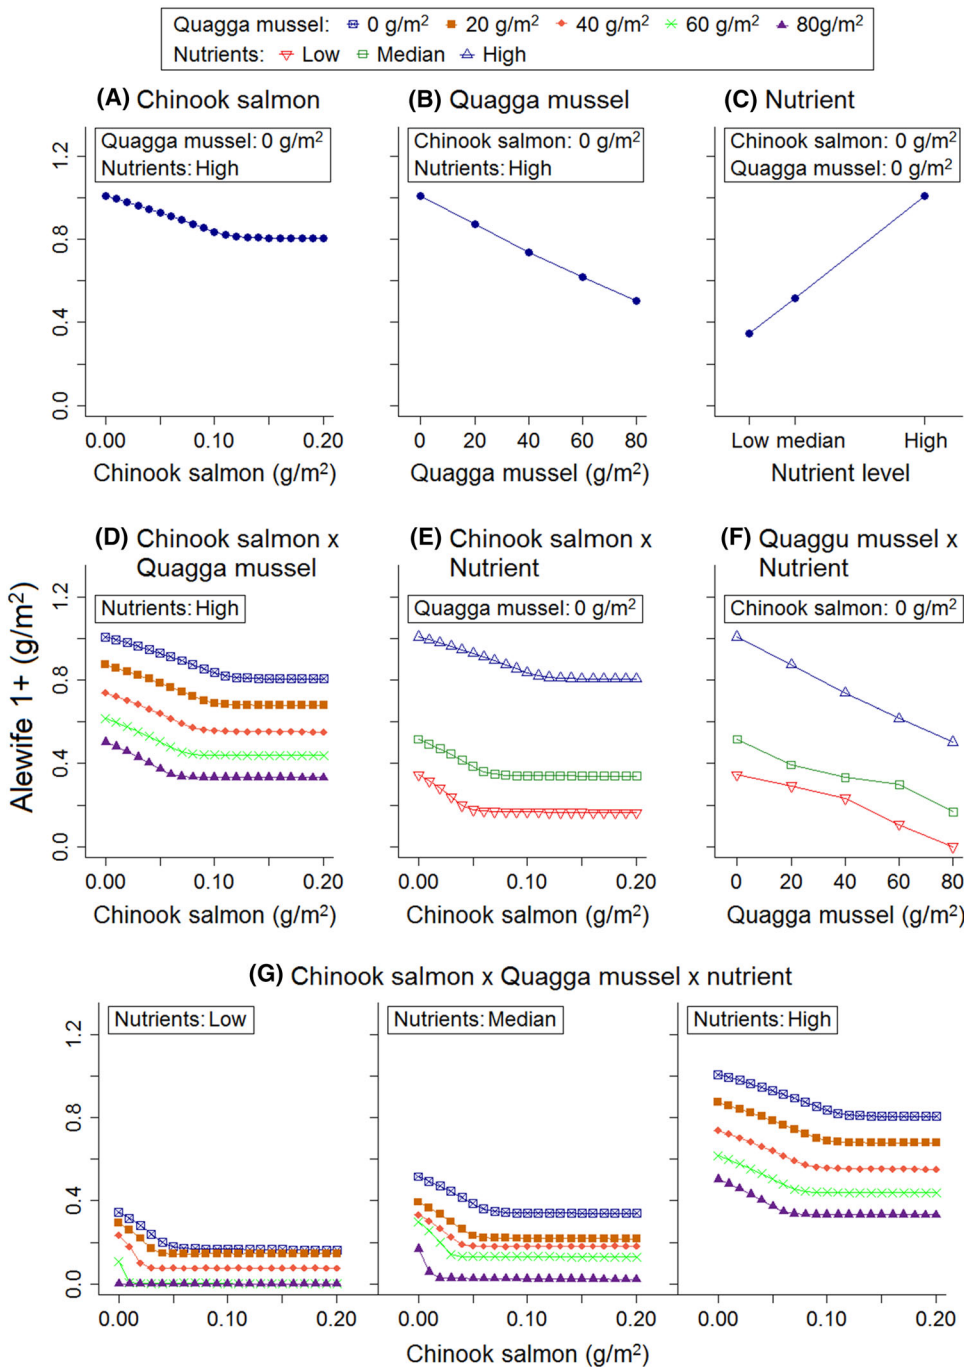 Quagga mussel: 0 g/m² 20 g/m² 40 g/m² 60 g/m² 80g/m²
Nutrients: Low Median High
(A) Chinook salmon
Quagga mussel: 0 g/m²
Nutrients: High
1.2
0.8
0.4
0.0
0.00 0.10 0.20
Chinook salmon (g/m²)
(B) Quagga mussel
Chinook salmon: 0 g/m²
Nutrients: High
0 20 40 60 80
Quagga mussel (g/m²)
(C) Nutrient
Chinook salmon: 0 g/m²
Quagga mussel: 0 g/m²
Low median High
Nutrient level
Alewife 1+ (g/m²)
(D) Chinook salmon x
Quagga mussel
Nutrients: High
1.2
0.8
0.4
0.0
0.00 0.10 0.20
Chinook salmon (g/m²)
(E) Chinook salmon x
Nutrient
Quagga mussel: 0 g/m²
0.00 0.10 0.20
Chinook salmon (g/m²)
(F) Quaggu mussel x
Nutrient
Chinook salmon: 0 g/m²
0 20 40 60 80
Quagga mussel (g/m²)
(G) Chinook salmon x Quagga mussel x nutrient
1.2
0.8
0.4
0.0
Nutrients: Low
0.00 0.10 0.20
Nutrients: Median
0.00 0.10 0.20
Nutrients: High
0.00 0.10 0.20
Chinook salmon (g/m²)